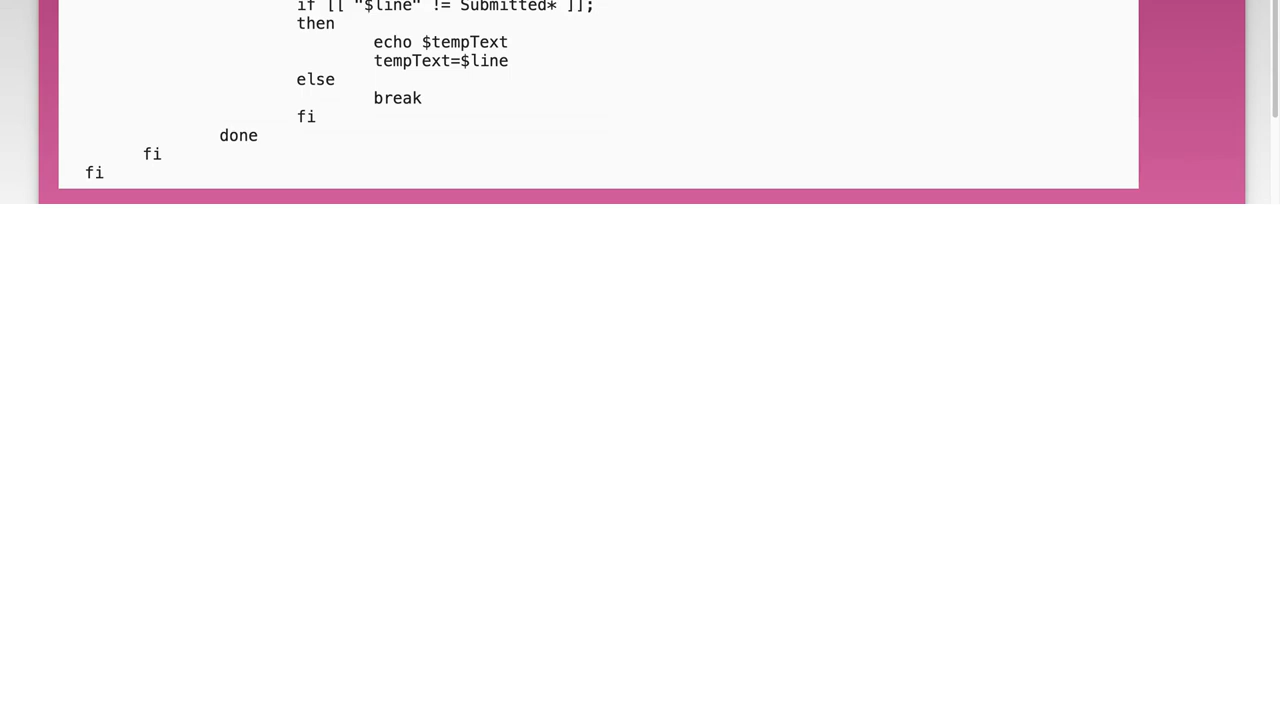 if [[ "$line" != Submitted* ]];
then
echo $tempText
tempText=$line
else
break
fi
done
fi
fi